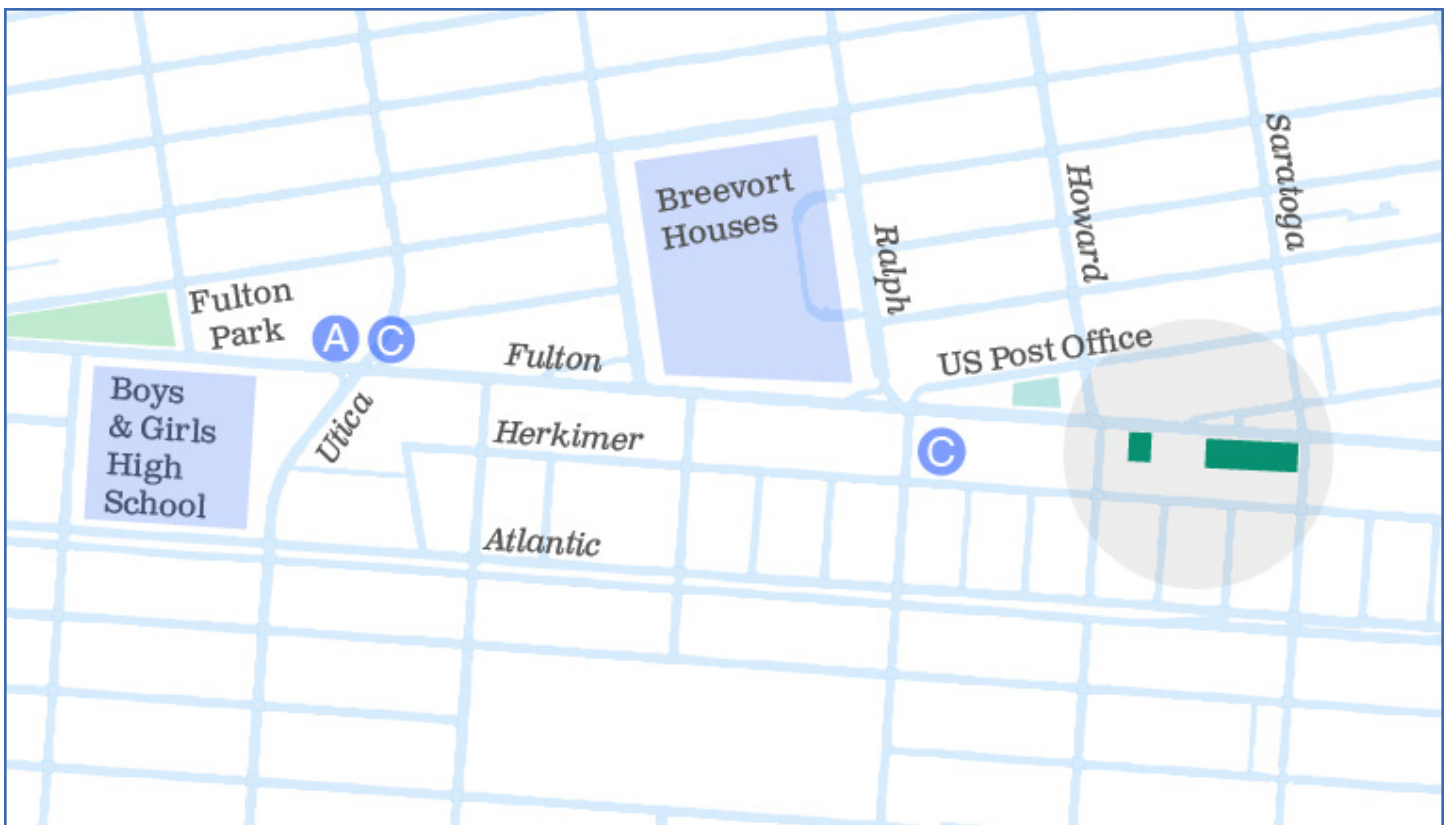 Saratoga
Howard
Breevort
Houses
Ralph
Fulton
Park
A C
Fulton
US Post Office
Boys
& Girls
High
School
Utica
Herkimer
C
Atlantic